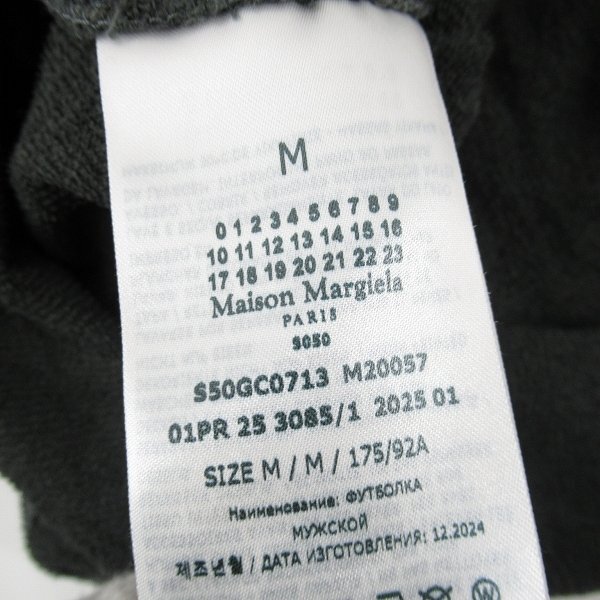 M
0 1 2 3 4 5 6 7 8 9
10 11 12 13 14 15 16
17 18 19 20 21 22 23
Maison Margiela
PARIS
SG50
S50GC0713 M20057
01PR 25 3085/1 2025 01
SIZE M / M / 175/92A
Наименование: ФУТБОЛКА
МУЖСКОЙ
제조년월 / ДАТА ИЗГОТОВЛЕНИЯ: 12.2024